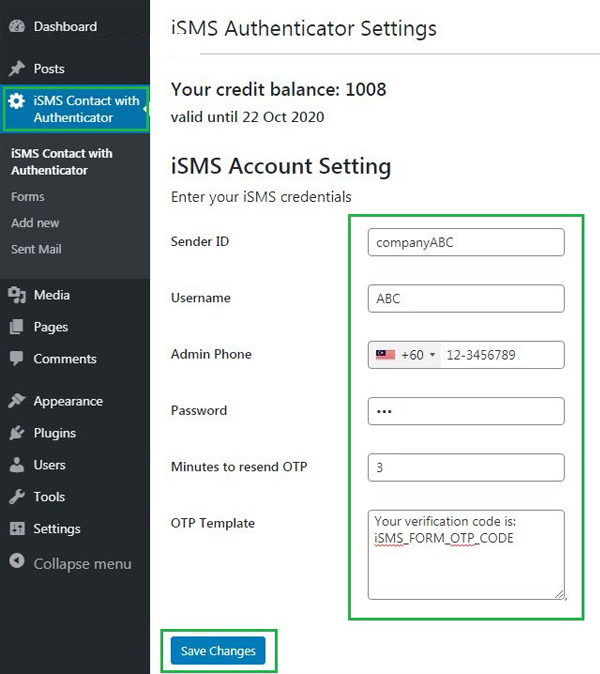 Dashboard
Posts
iSMS Contact with
Authenticator
iSMS Contact with
Authenticator
Forms
Add new
Sent Mail
Media
Pages
Comments
Appearance
Plugins
Users
Tools
Settings
Collapse menu
iSMS Authenticator Settings
Your credit balance: 1008
valid until 22 Oct 2020
iSMS Account Setting
Enter your iSMS credentials
Sender ID
companyABC
Username
ABC
Admin Phone
+60 12-3456789
Password
•••
Minutes to resend OTP
3
OTP Template
Your verification code is:
iSMS_FORM_OTP_CODE
Save Changes